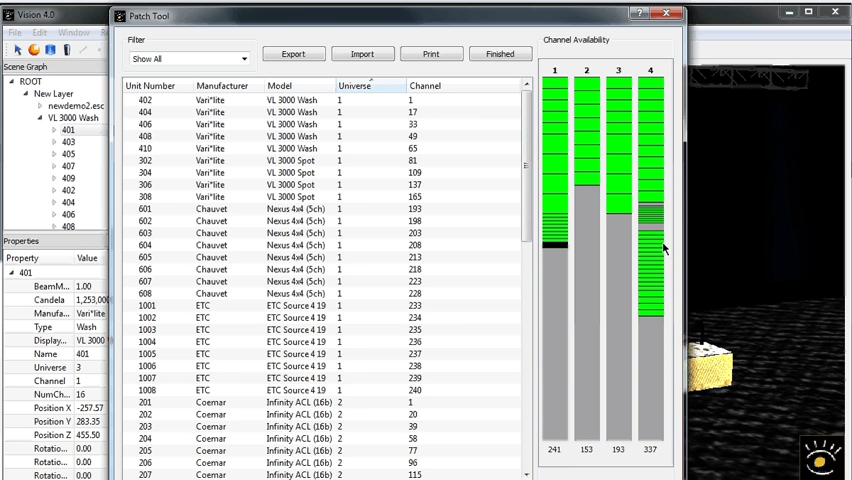 Vision 4.0
Patch Tool
File Edit Window
Scene Graph
ROOT
New Layer
newdemo2.esc
VL 3000 Wash
401
403
405
407
409
402
404
406
408
Properties
Property Value
401
BeamM... 1.00
Candela 1,253,00
Manufa... Vari*lite
Type Wash
Display... VL 3000
Name 401
Universe 3
Channel 1
NumCh... 16
Position X -257.57
Position Y 283.35
Position Z 455.50
Rotatio... 0.00
Rotatio... 0.00
Rotatio... 0.00
Filter
Show All
Export Import Print Finished
Unit Number Manufacturer Model Universe Channel
402 Vari*lite VL 3000 Wash 1 1
404 Vari*lite VL 3000 Wash 1 17
406 Vari*lite VL 3000 Wash 1 33
408 Vari*lite VL 3000 Wash 1 49
410 Vari*lite VL 3000 Wash 1 65
302 Vari*lite VL 3000 Spot 1 81
304 Vari*lite VL 3000 Spot 1 109
306 Vari*lite VL 3000 Spot 1 137
308 Vari*lite VL 3000 Spot 1 165
601 Chauvet Nexus 4x4 (5ch) 1 193
602 Chauvet Nexus 4x4 (5ch) 1 198
603 Chauvet Nexus 4x4 (5ch) 1 203
604 Chauvet Nexus 4x4 (5ch) 1 208
605 Chauvet Nexus 4x4 (5ch) 1 213
606 Chauvet Nexus 4x4 (5ch) 1 218
607 Chauvet Nexus 4x4 (5ch) 1 223
608 Chauvet Nexus 4x4 (5ch) 1 228
1001 ETC ETC Source 4 19 1 233
1002 ETC ETC Source 4 19 1 234
1003 ETC ETC Source 4 19 1 235
1004 ETC ETC Source 4 19 1 236
1005 ETC ETC Source 4 19 1 237
1006 ETC ETC Source 4 19 1 238
1007 ETC ETC Source 4 19 1 239
1008 ETC ETC Source 4 19 1 240
201 Coemar Infinity ACL (16b) 2 1
202 Coemar Infinity ACL (16b) 2 20
203 Coemar Infinity ACL (16b) 2 39
204 Coemar Infinity ACL (16b) 2 58
205 Coemar Infinity ACL (16b) 2 77
206 Coemar Infinity ACL (16b) 2 96
207 Coemar Infinity ACL (16b) 2 115
Channel Availability
1 2 3 4
241 153 193 337